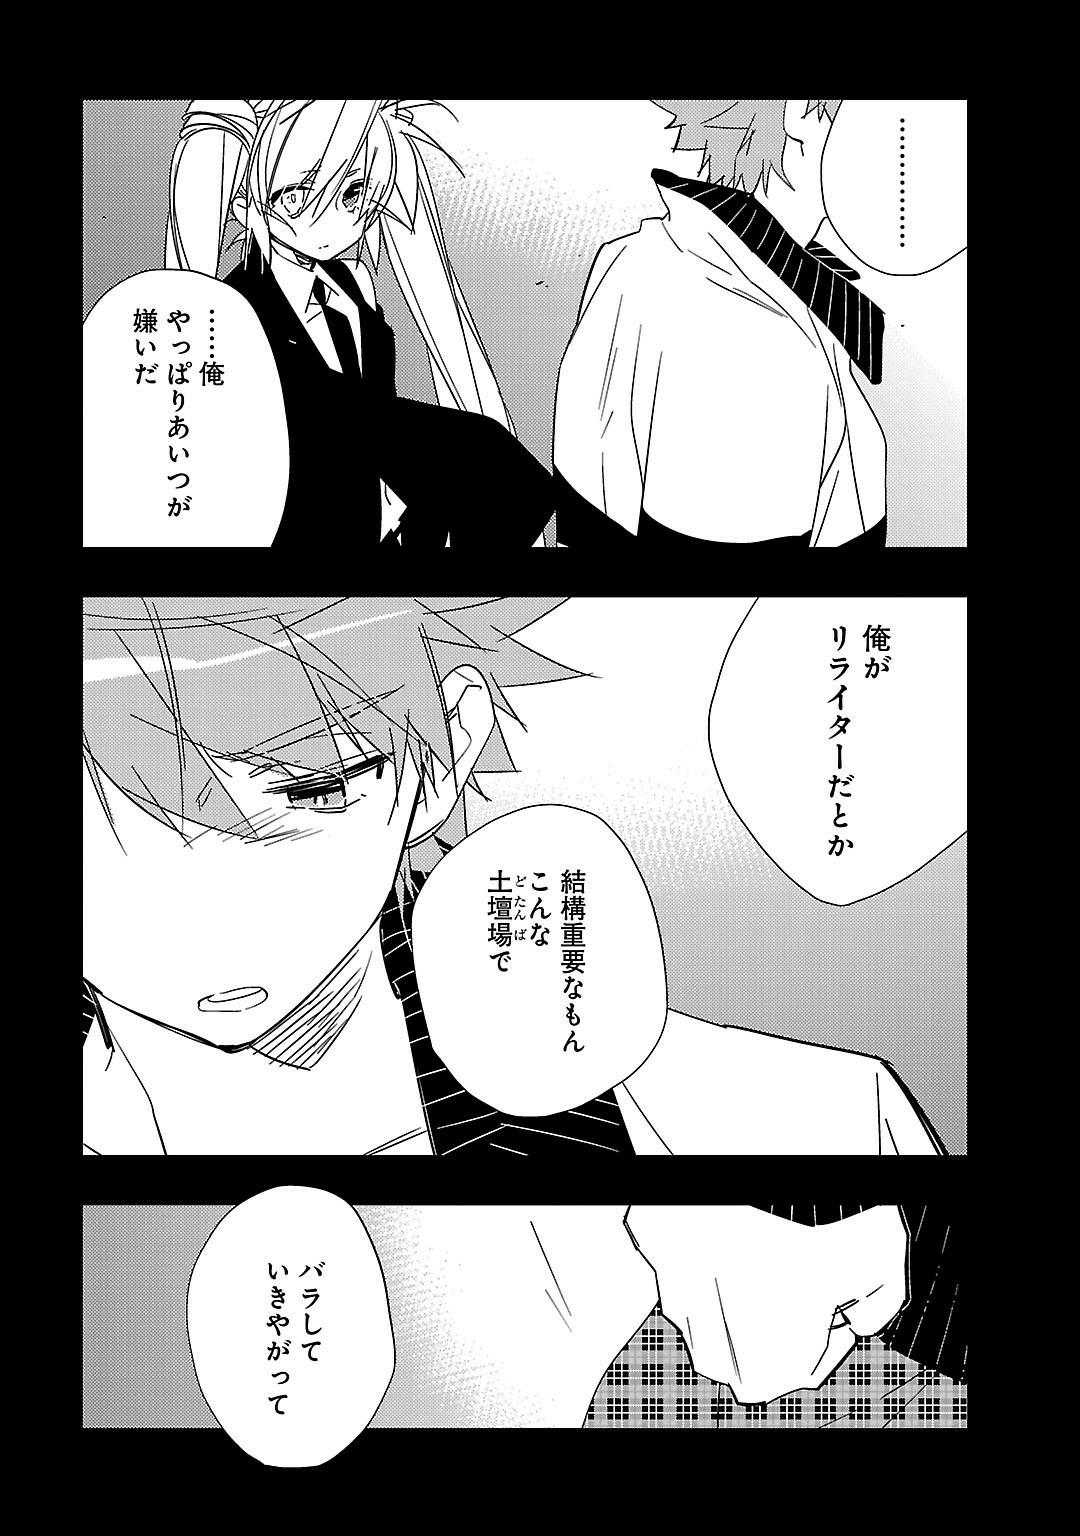 …………
……俺
やっぱりあいつが
嫌いだ
俺が
リライターだとか
結構重要なもん
こんな
土壇場で
どたんば
バラして
いきやがって